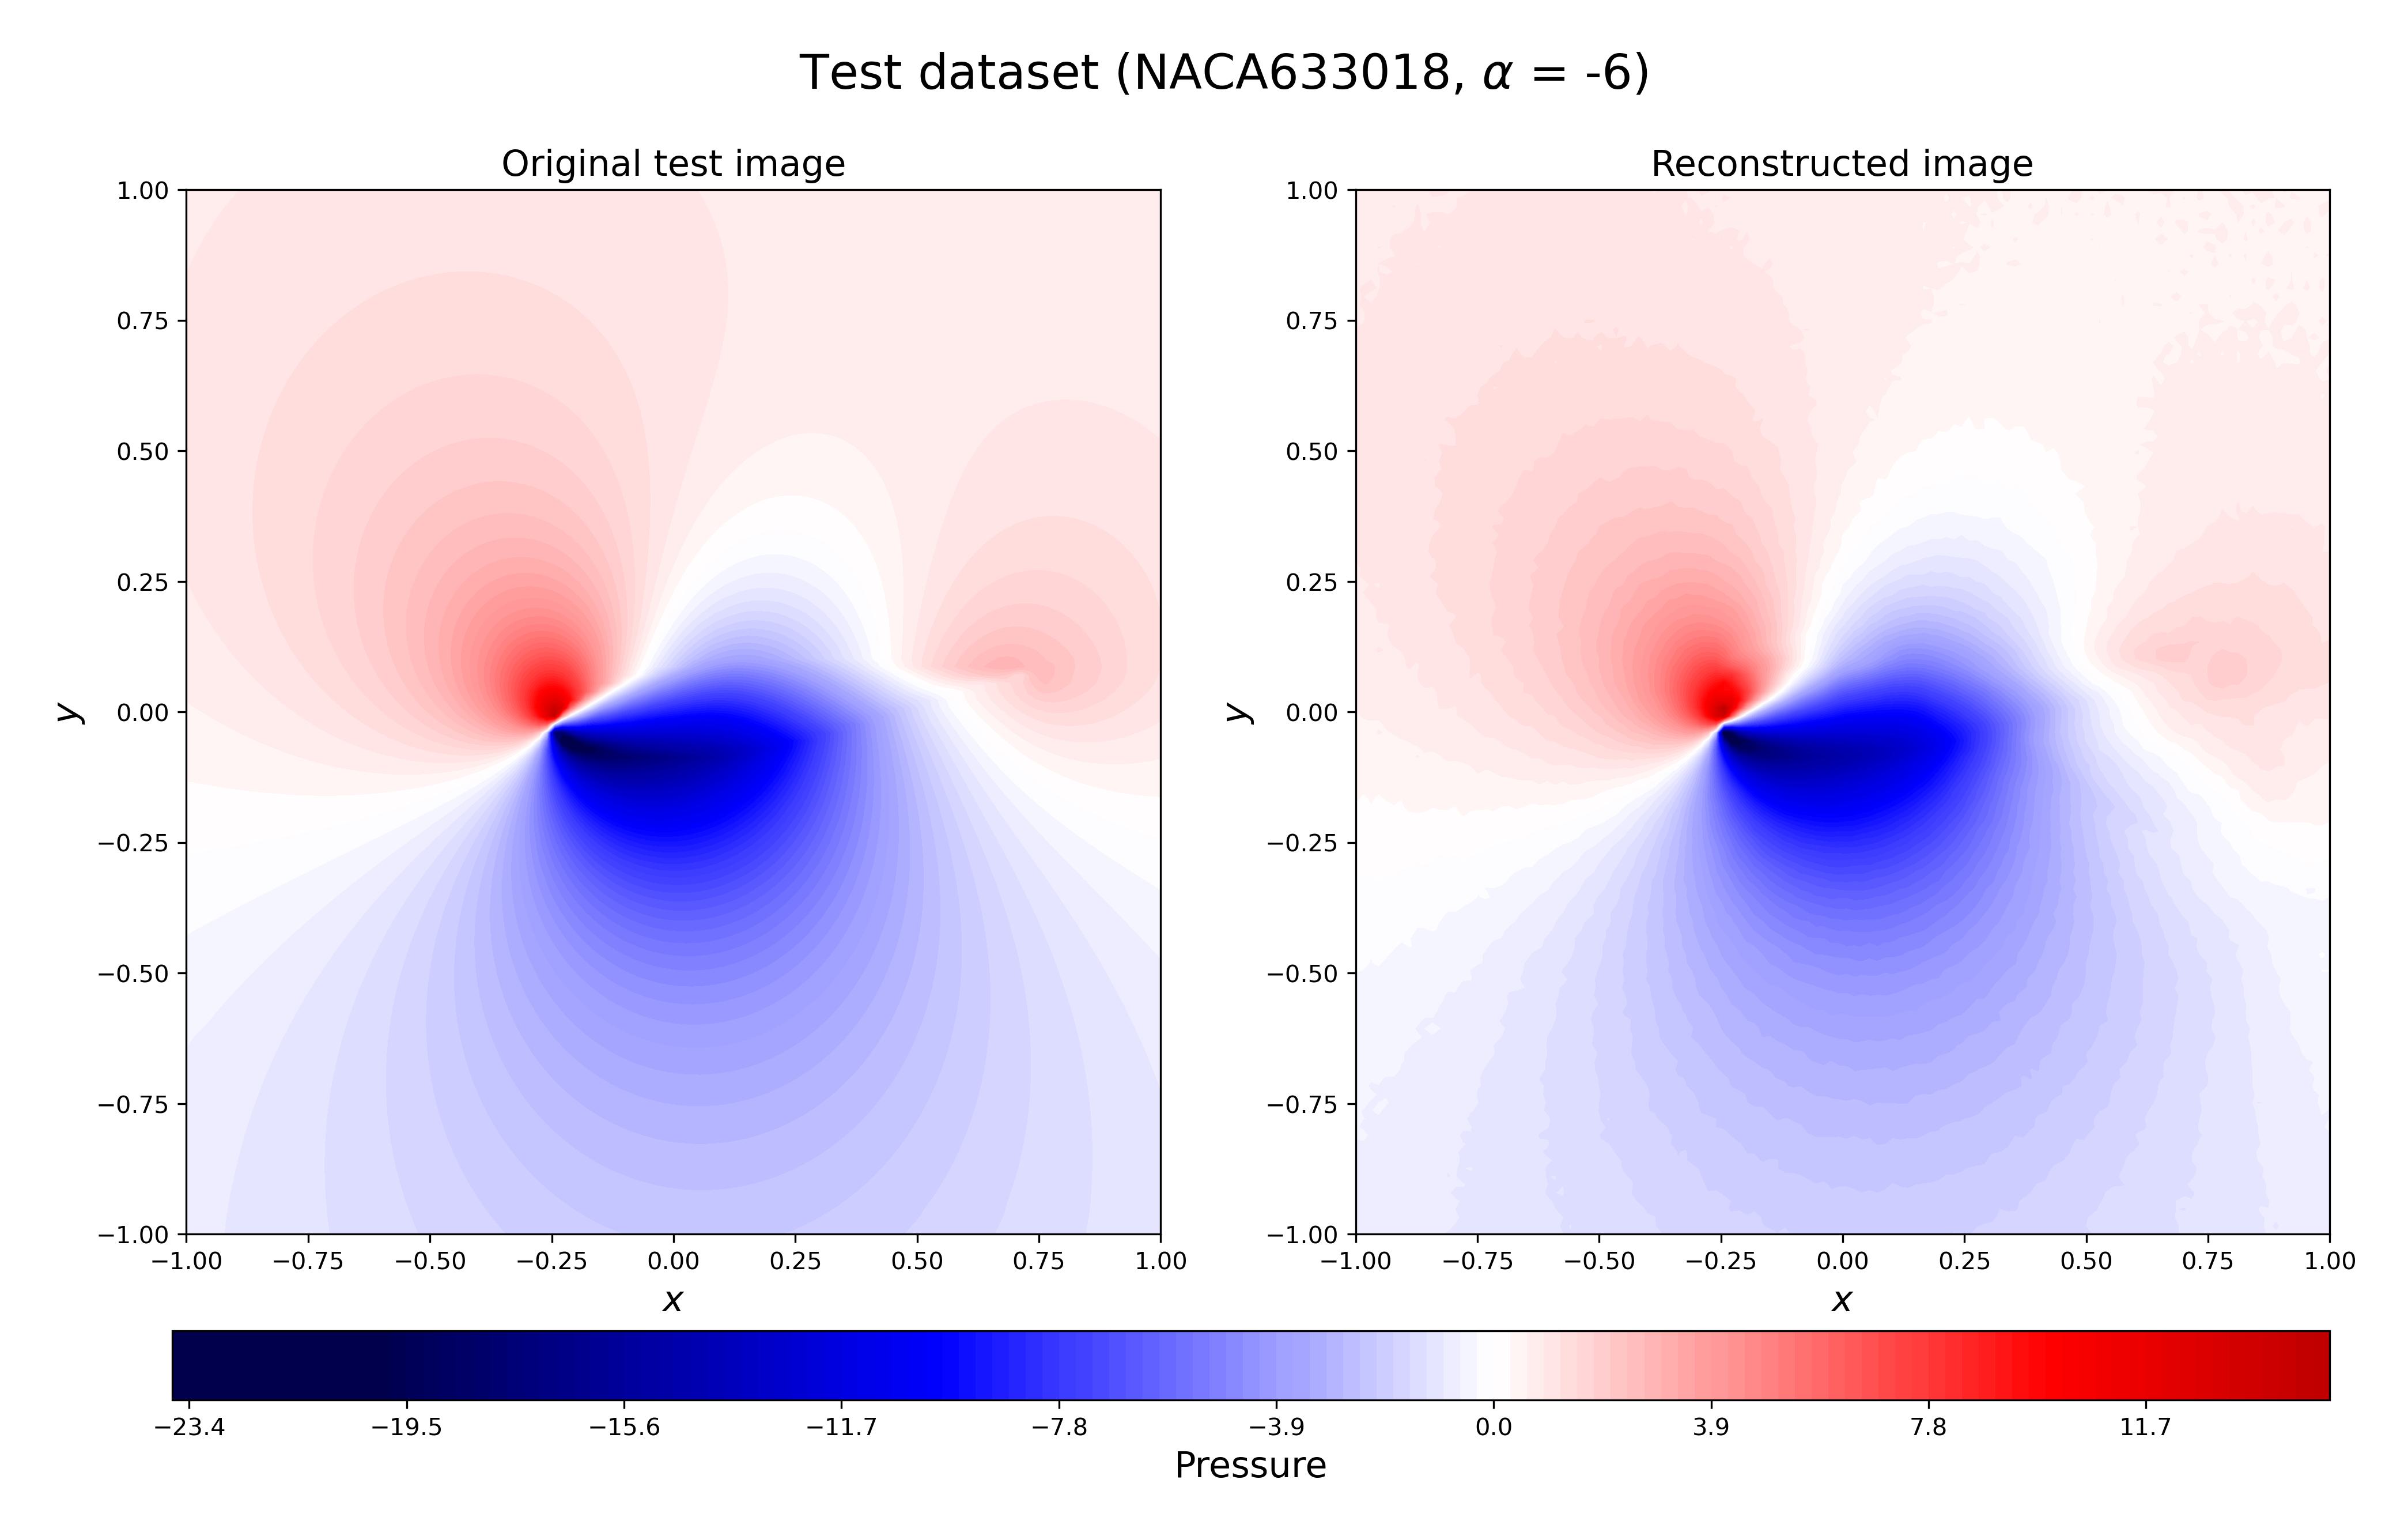 Test dataset (NACA633018, α = -6)
Original test image
Reconstructed image
1.00
0.75
0.50
0.25
0.00
−0.25
−0.50
−0.75
−1.00
y
−1.00 −0.75 −0.50 −0.25 0.00 0.25 0.50 0.75 1.00
x
1.00
0.75
0.50
0.25
0.00
−0.25
−0.50
−0.75
−1.00
y
−1.00 −0.75 −0.50 −0.25 0.00 0.25 0.50 0.75 1.00
x
−23.4 −19.5 −15.6 −11.7 −7.8 −3.9 0.0 3.9 7.8 11.7
Pressure